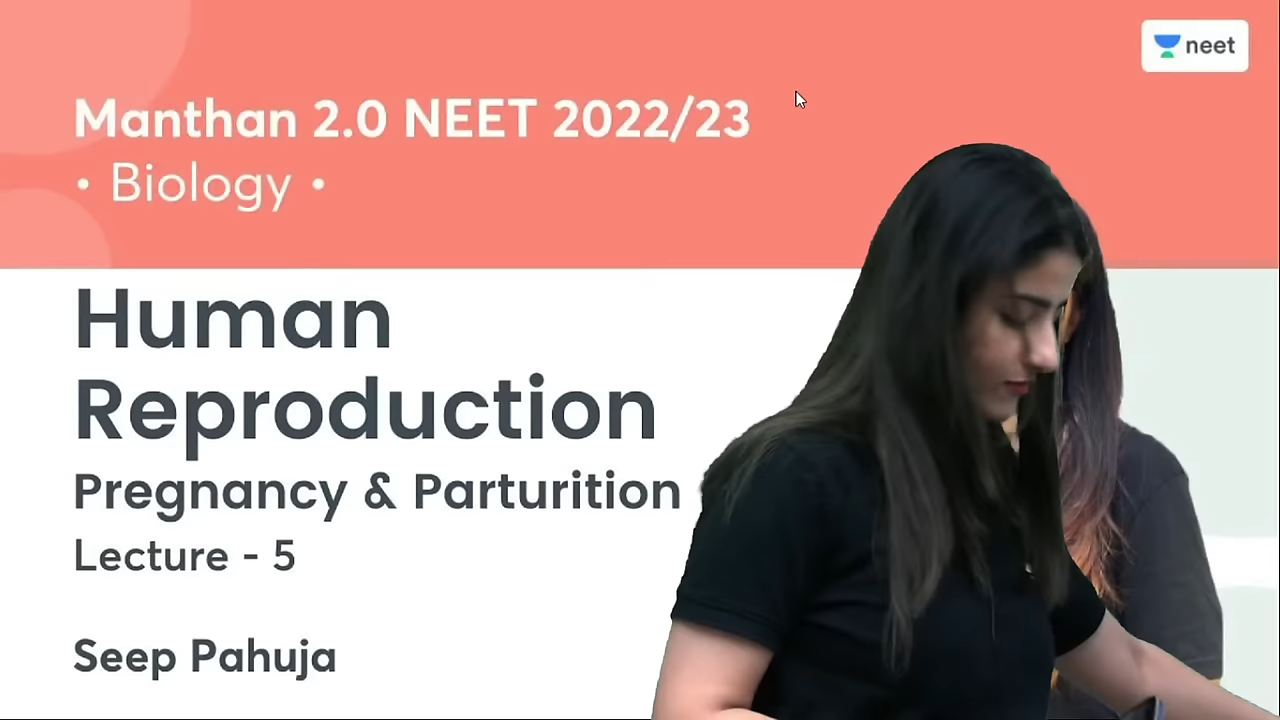 neet
Manthan 2.0 NEET 2022/23
• Biology •
Human
Reproduction
Pregnancy & Parturition
Lecture - 5
Seep Pahuja